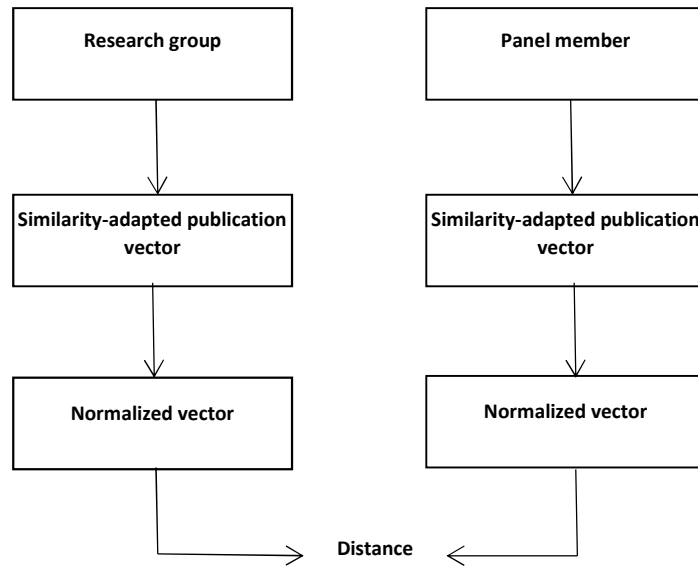 Research group
Panel member
Similarity-adapted publication
vector
Similarity-adapted publication
vector
Normalized vector
Normalized vector
Distance